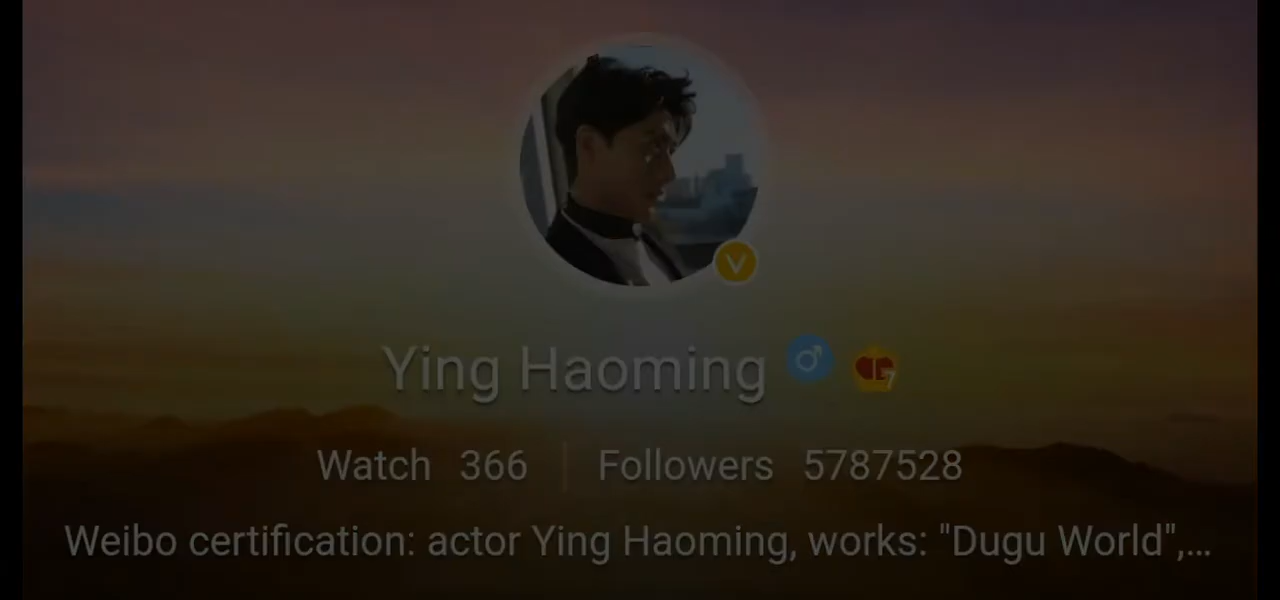 Ying Haoming
Watch 366 Followers 5787528
Weibo certification: actor Ying Haoming, works: "Dugu World",...